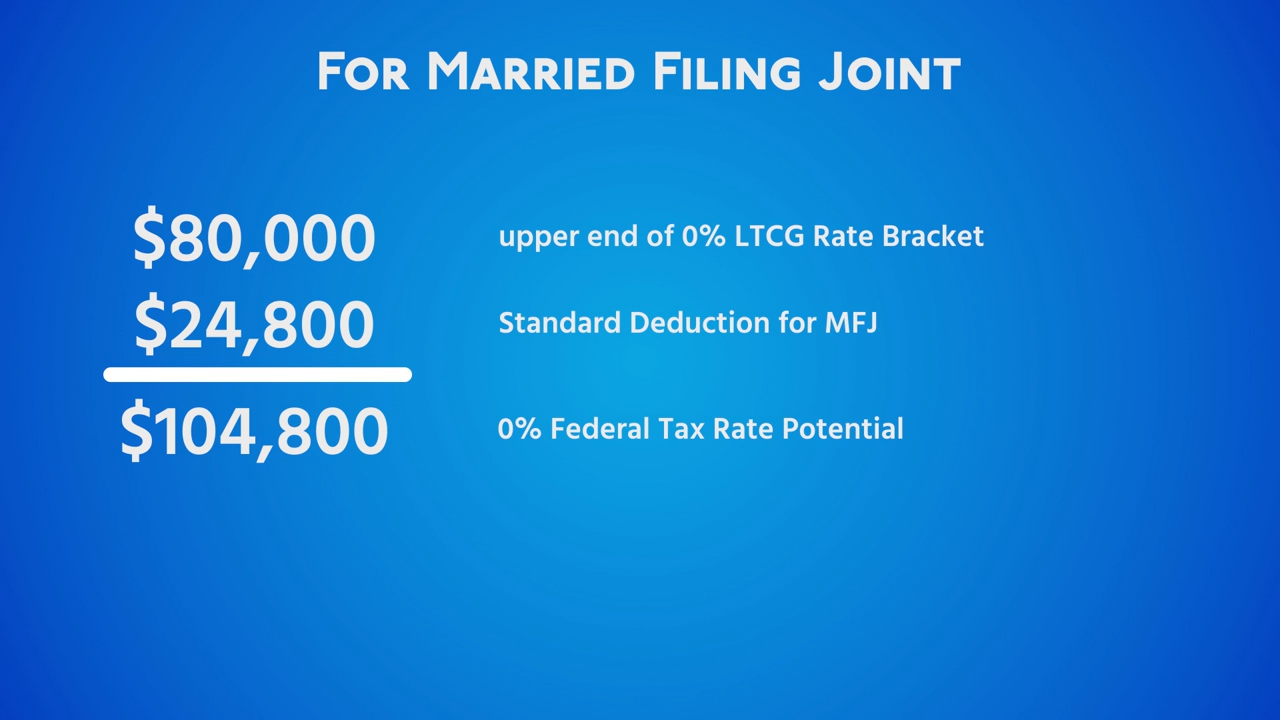 For Married Filing Joint
$80,000 upper end of 0% LTCG Rate Bracket
$24,800 Standard Deduction for MFJ
$104,800 0% Federal Tax Rate Potential